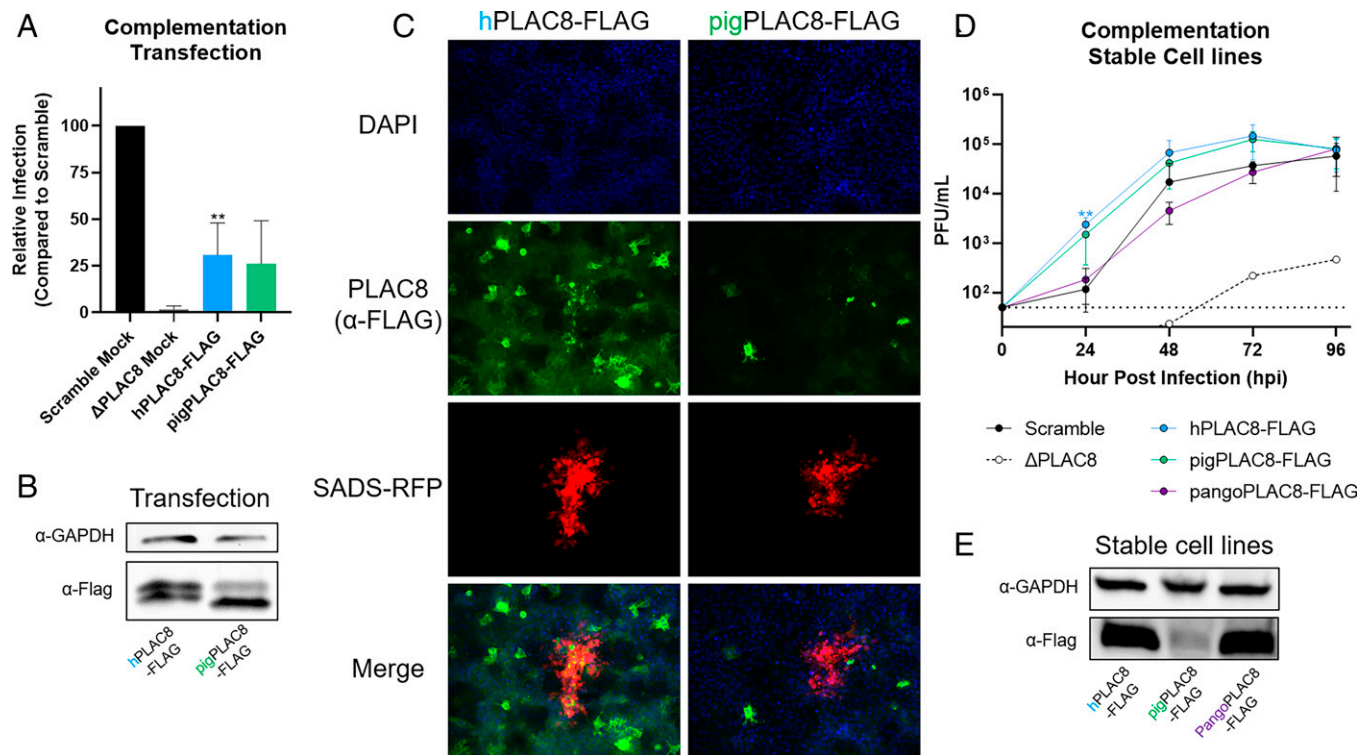 A
Complementation
Transfection
Relative Infection
(Compared to Scramble)
100
75
50
25
0
**
Scramble Mock
ΔPLAC8 Mock
hPLAC8-FLAG
pigPLAC8-FLAG
B
Transfection
α-GAPDH
α-Flag
hPLAC8
-FLAG
pigPLAC8
-FLAG
C
hPLAC8-FLAG
pigPLAC8-FLAG
DAPI
PLAC8
(α-FLAG)
SADS-RFP
Merge
D
Complementation
Stable Cell lines
PFU/mL
10⁶
10⁵
10⁴
10³
10²
**
0 24 48 72 96
Hour Post Infection (hpi)
Scramble
ΔPLAC8
hPLAC8-FLAG
pigPLAC8-FLAG
pangoPLAC8-FLAG
E
Stable cell lines
α-GAPDH
α-Flag
hPLAC8
-FLAG
pigPLAC8
-FLAG
PangoPLAC8
-FLAG